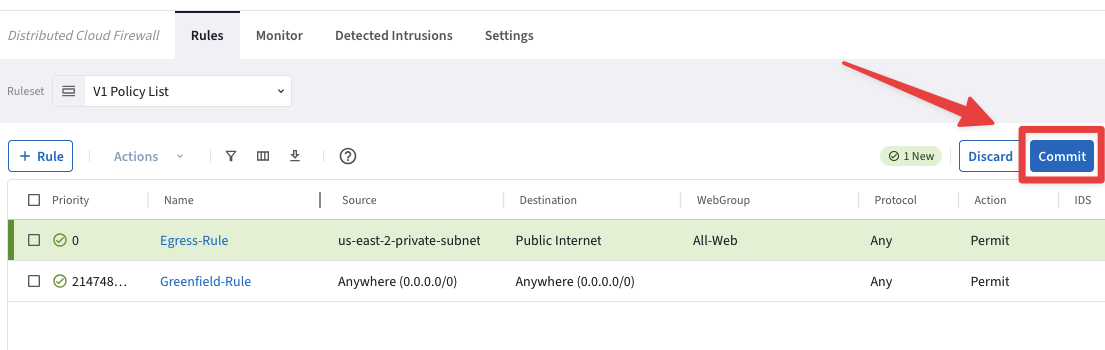 Distributed Cloud Firewall Rules Monitor Detected Intrusions Settings
Ruleset V1 Policy List
+ Rule Actions ? 1 New Discard Commit
Priority Name Source Destination WebGroup Protocol Action IDS
0 Egress-Rule us-east-2-private-subnet Public Internet All-Web Any Permit
214748... Greenfield-Rule Anywhere (0.0.0.0/0) Anywhere (0.0.0.0/0) Any Permit